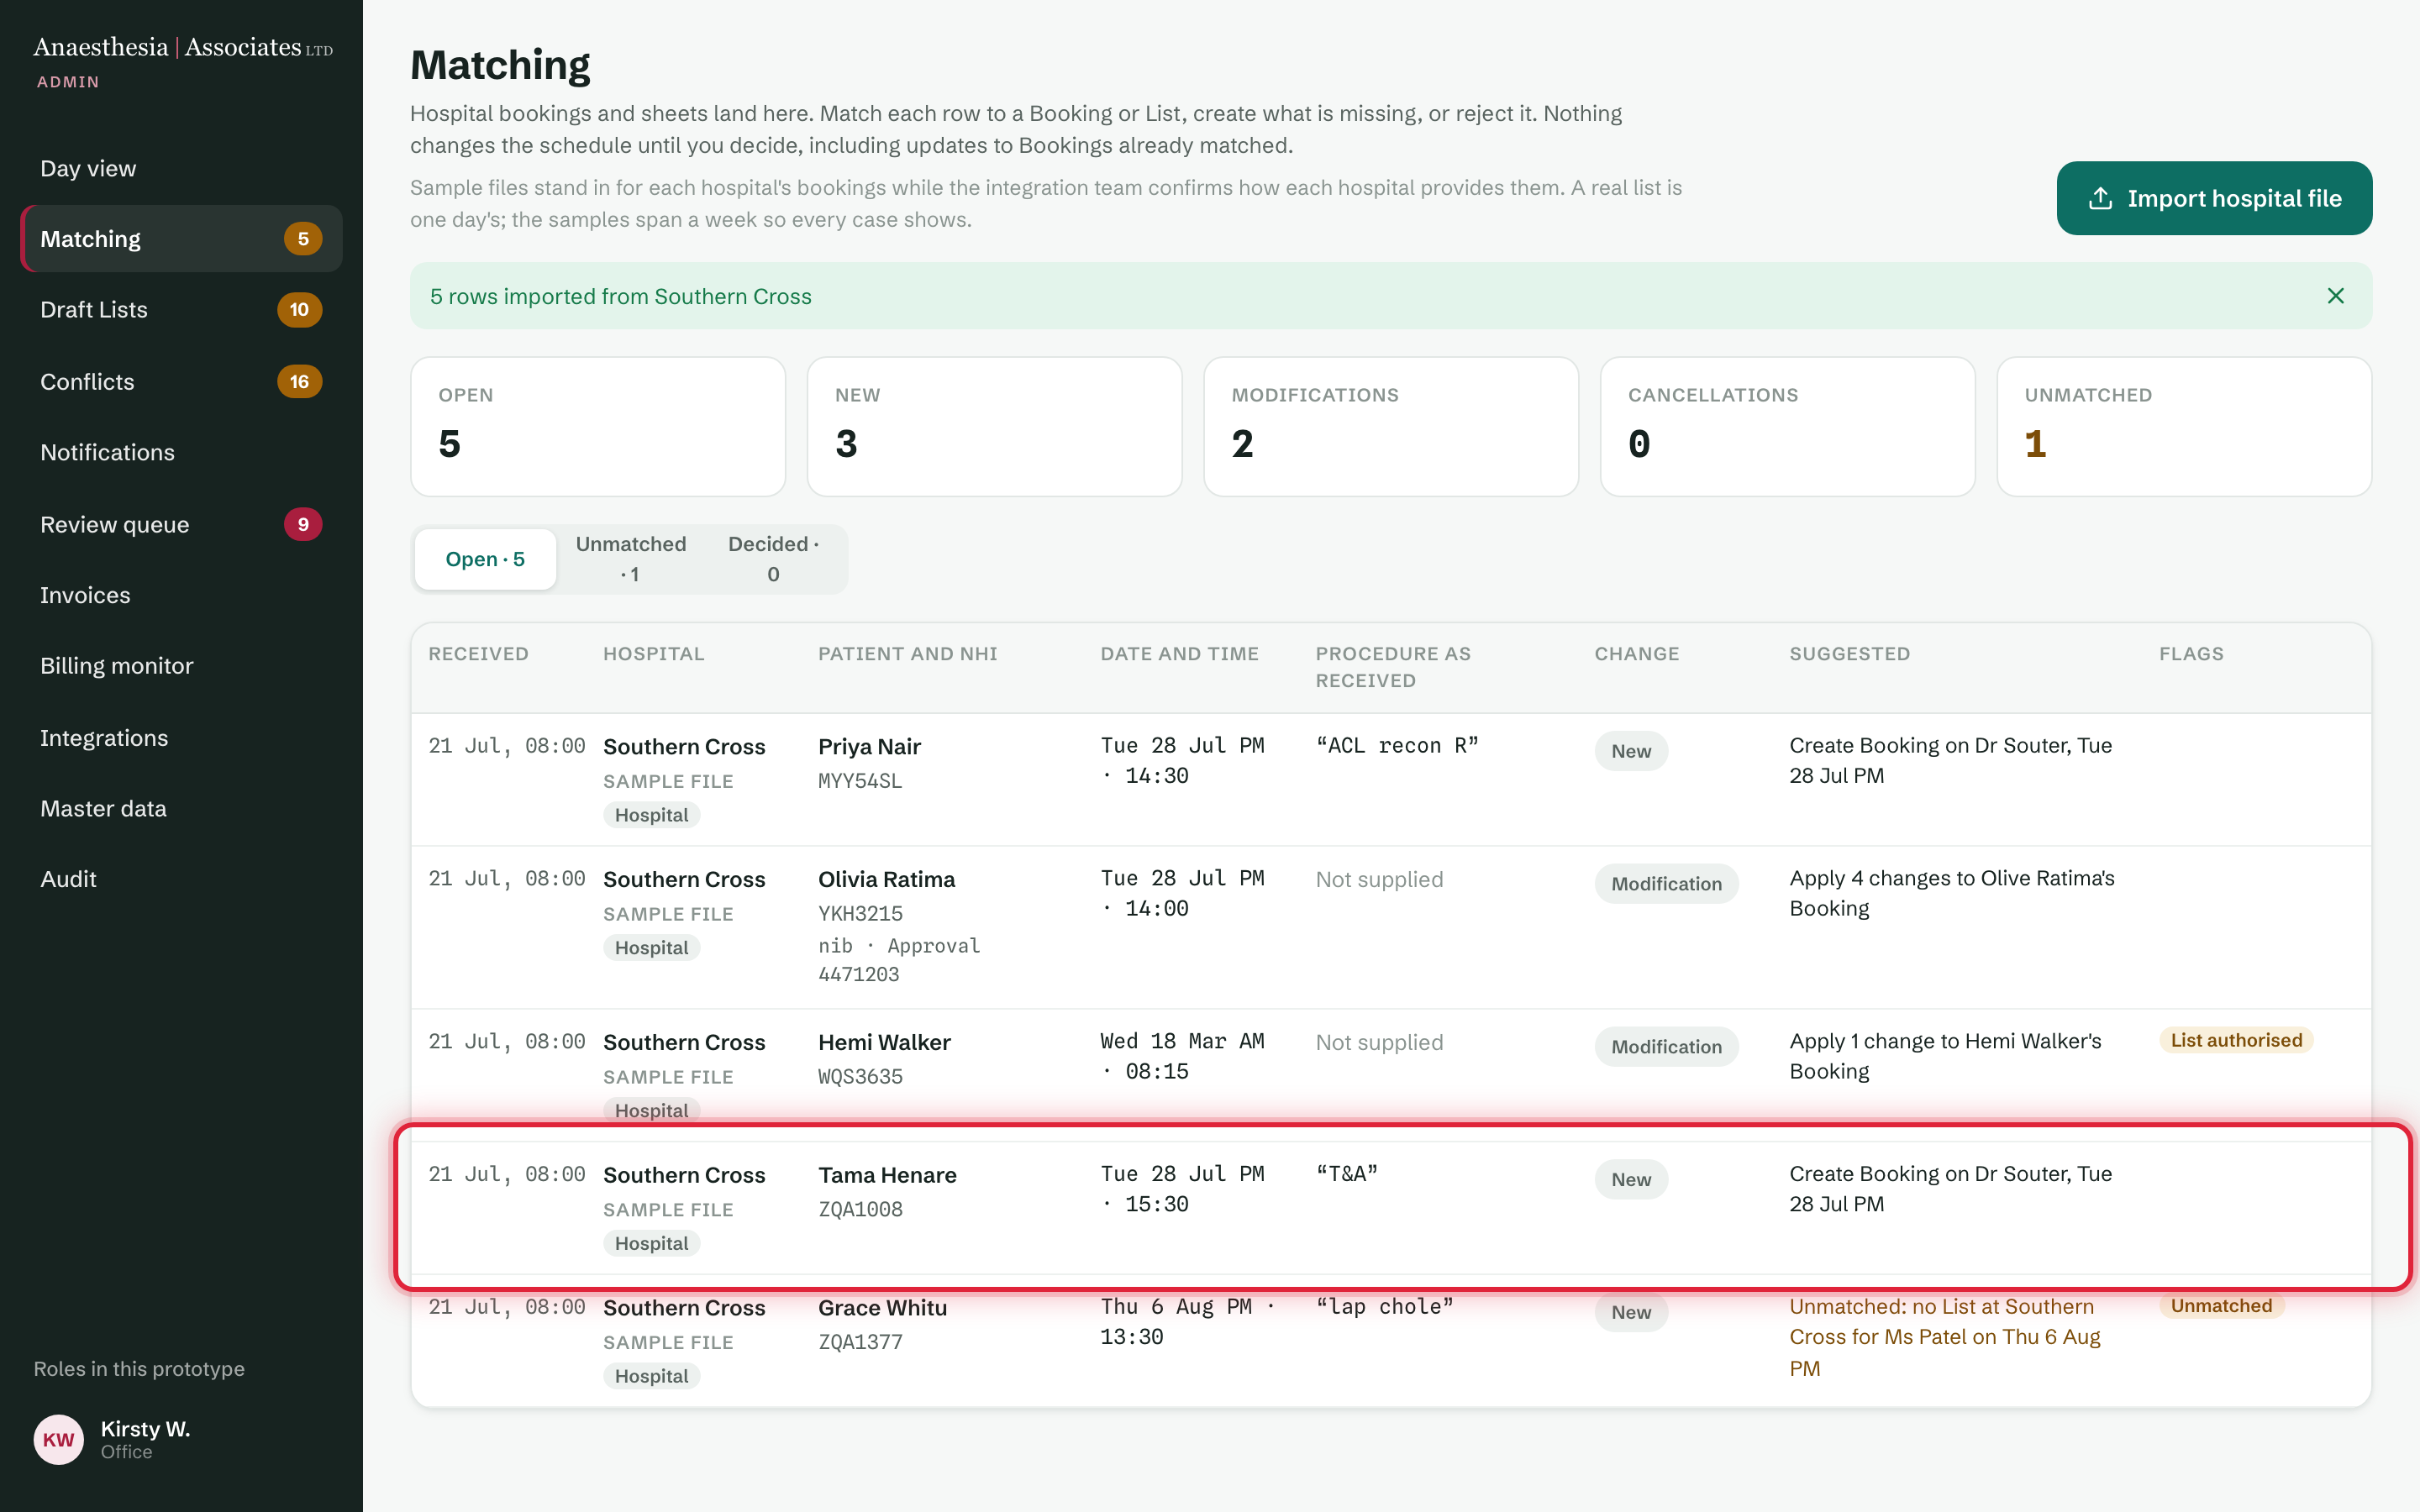 Anaesthesia | Associates LTD
ADMIN
Day view
Matching 5
Draft Lists 10
Conflicts 16
Notifications
Review queue 9
Invoices
Billing monitor
Integrations
Master data
Audit
Roles in this prototype
KW
Kirsty W.
Office
Matching
Hospital bookings and sheets land here. Match each row to a Booking or List, create what is missing, or reject it. Nothing
changes the schedule until you decide, including updates to Bookings already matched.
Sample files stand in for each hospital's bookings while the integration team confirms how each hospital provides them. A real list is
one day's; the samples span a week so every case shows.
Import hospital file
5 rows imported from Southern Cross
OPEN
5
NEW
3
MODIFICATIONS
2
CANCELLATIONS
0
UNMATCHED
1
Open · 5
Unmatched
· 1
Decided ·
0
RECEIVED HOSPITAL PATIENT AND NHI DATE AND TIME PROCEDURE AS CHANGE SUGGESTED FLAGS
RECEIVED
21 Jul, 08:00 Southern Cross Priya Nair Tue 28 Jul PM “ACL recon R” New Create Booking on Dr Souter, Tue
SAMPLE FILE MYY54SL · 14:30 28 Jul PM
Hospital
21 Jul, 08:00 Southern Cross Olivia Ratima Tue 28 Jul PM Not supplied Modification Apply 4 changes to Olive Ratima's
SAMPLE FILE YKH3215 · 14:00 Booking
Hospital nib · Approval
4471203
21 Jul, 08:00 Southern Cross Hemi Walker Wed 18 Mar AM Not supplied Modification Apply 1 change to Hemi Walker's List authorised
SAMPLE FILE WQS3635 · 08:15 Booking
Hospital
21 Jul, 08:00 Southern Cross Tama Henare Tue 28 Jul PM “T&A” New Create Booking on Dr Souter, Tue
SAMPLE FILE ZQA1008 · 15:30 28 Jul PM
Hospital
21 Jul, 08:00 Southern Cross Grace Whitu Thu 6 Aug PM · “lap chole” New Unmatched: no List at Southern Unmatched
SAMPLE FILE ZQA1377 13:30 Cross for Ms Patel on Thu 6 Aug
Hospital PM